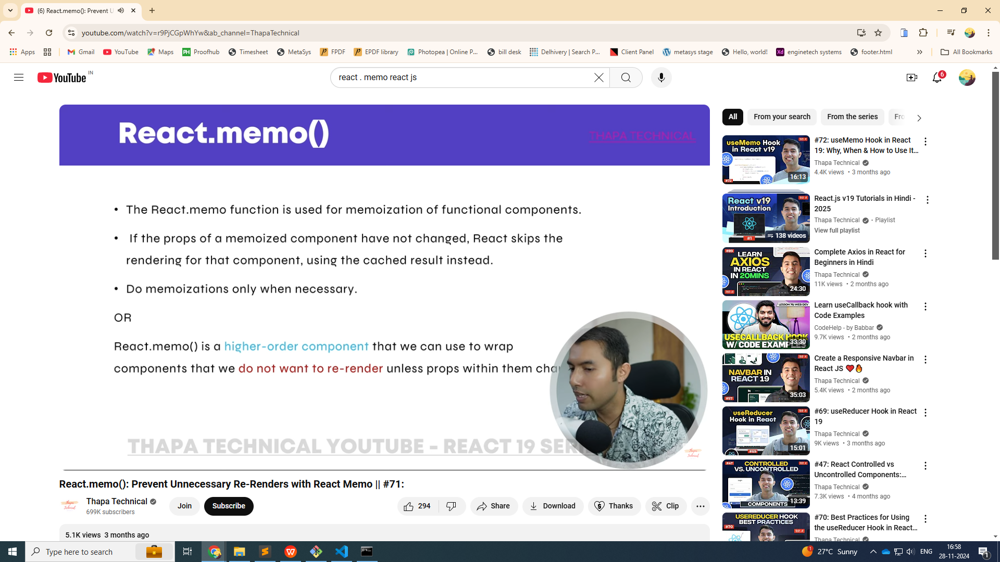 (6) React.memo(): Prevent U
youtube.com/watch?v=r9PjCGpWhYw&ab_channel=ThapaTechnical
Apps
Gmail
YouTube
Maps
PH
Proofhub
Timesheet
MetaSys
FPDF
EPDF library
Photopea | Online P...
bill desk
Delhivery | Search P...
Client Panel
metasys stage
Hello, world!
Xd
enginetech systems
footer.html
All Bookmarks
YouTube IN
react . memo react js
6
React.memo()
THAPA TECHNICAL
• The React.memo function is used for memoization of functional components.
• If the props of a memoized component have not changed, React skips the
rendering for that component, using the cached result instead.
• Do memoizations only when necessary.
OR
React.memo() is a higher-order component that we can use to wrap
components that we do not want to re-render unless props within them
THAPA TECHNICAL YOUTUBE - REACT 19
Thapa
Technical
React.memo(): Prevent Unnecessary Re-Renders with React Memo || #71:
Thapa Technical
699K subscribers
Join
Subscribe
294
Share
Download
Thanks
Clip
5.1K views 3 months ago
All
From your search
From the series
useMemo Hook
in React v19
#72
16:13
#72: useMemo Hook in React
19: Why, When & How to Use It...
Thapa Technical
4.4K views • 3 months ago
React v19
Introduction
#1
138 videos
React.js v19 Tutorials in Hindi -
2025
Thapa Technical • Playlist
View full playlist
#89
LEARN
AXIOS
IN REACT
IN 20MINS
24:30
Complete Axios in React for
Beginners in Hindi
Thapa Technical
11K views • 2 months ago
LESSON 76: WEB DEV
USECALLBACK HOOK
W/ CODE EXAMPLES
33:30
Learn useCallback hook with
Code Examples
CodeHelp - by Babbar
9.7K views • 2 months ago
NAVBAR IN
REACT 19
#97
35:03
Create a Responsive Navbar in
React JS ❤️🔥
Thapa Technical
5.4K views • 2 months ago
useReducer
Hook in React
#69
15:01
#69: useReducer Hook in React
19
Thapa Technical
9K views • 3 months ago
#47
CONTROLLED
VS. UNCONTROLLED
COMPONENTS
13:39
#47: React Controlled vs
Uncontrolled Components:...
Thapa Technical
7.3K views • 4 months ago
USEREDUCER HOOK
BEST PRACTICES
#70
#70: Best Practices for Using
the useReducer Hook in React...
Thapa Technical
Type here to search
27°C Sunny
ENG
16:58
28-11-2024
1